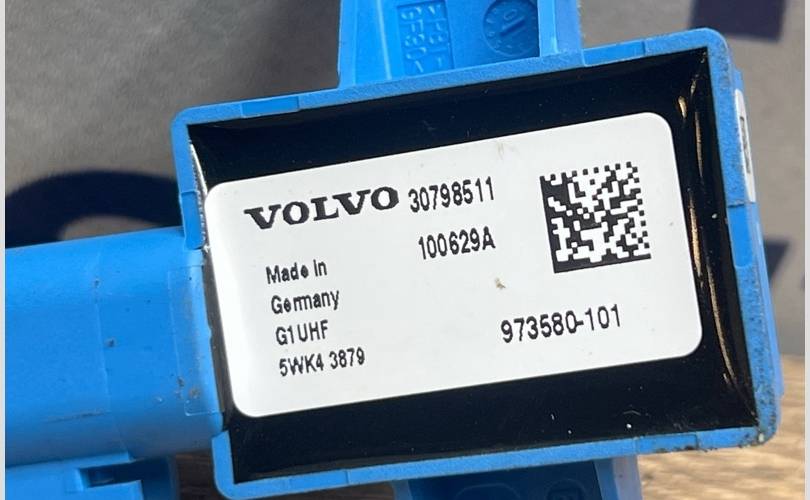 VOLVO 30798511
100629A
Made in
Germany
G1UHF
5WK4 3879
973580-101